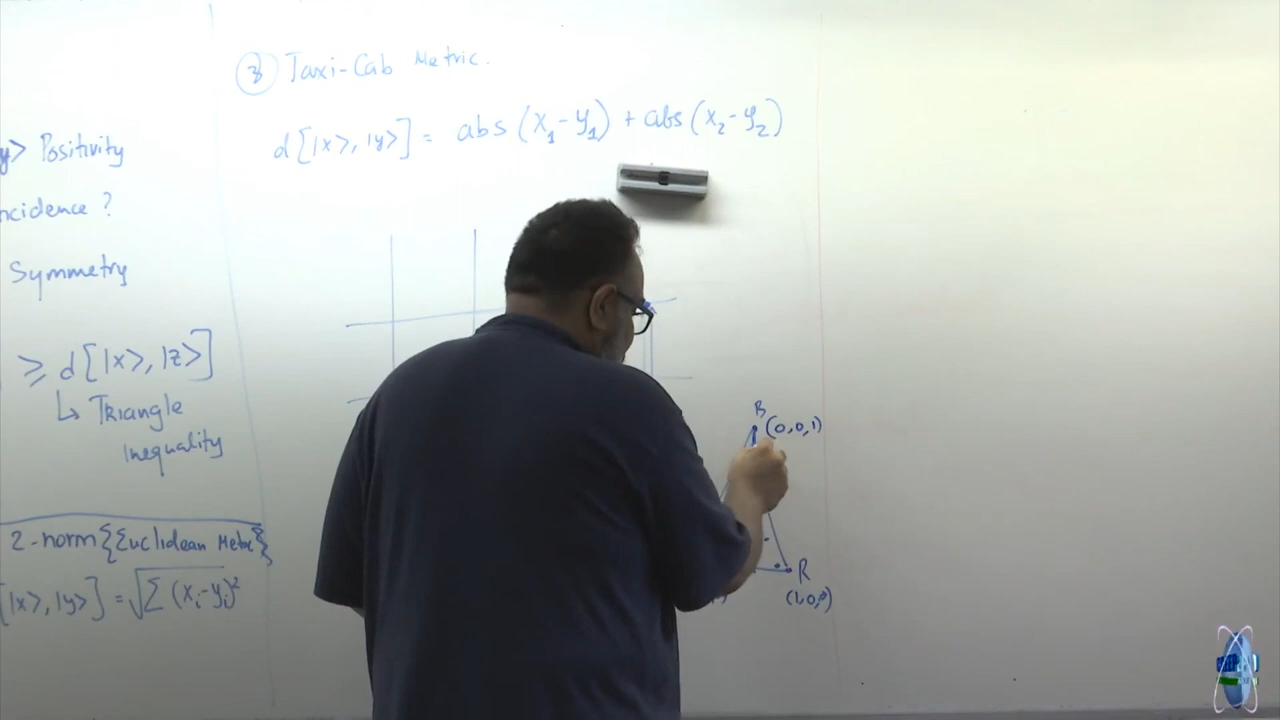 ③ Taxi-Cab Metric.
d[|x>, |y>] = abs(x₁-y₁) + abs(x₂-y₂)
y> Positivity
ncidence ?
Symmetry
≥ d[|x>, |z>]
↳ Triangle
inequality
2-norm{Euclidean Metric}
[|x>, |y>] = √Σ(xᵢ-yᵢ)²
B
(0,0,1)
R
(1,0,0)